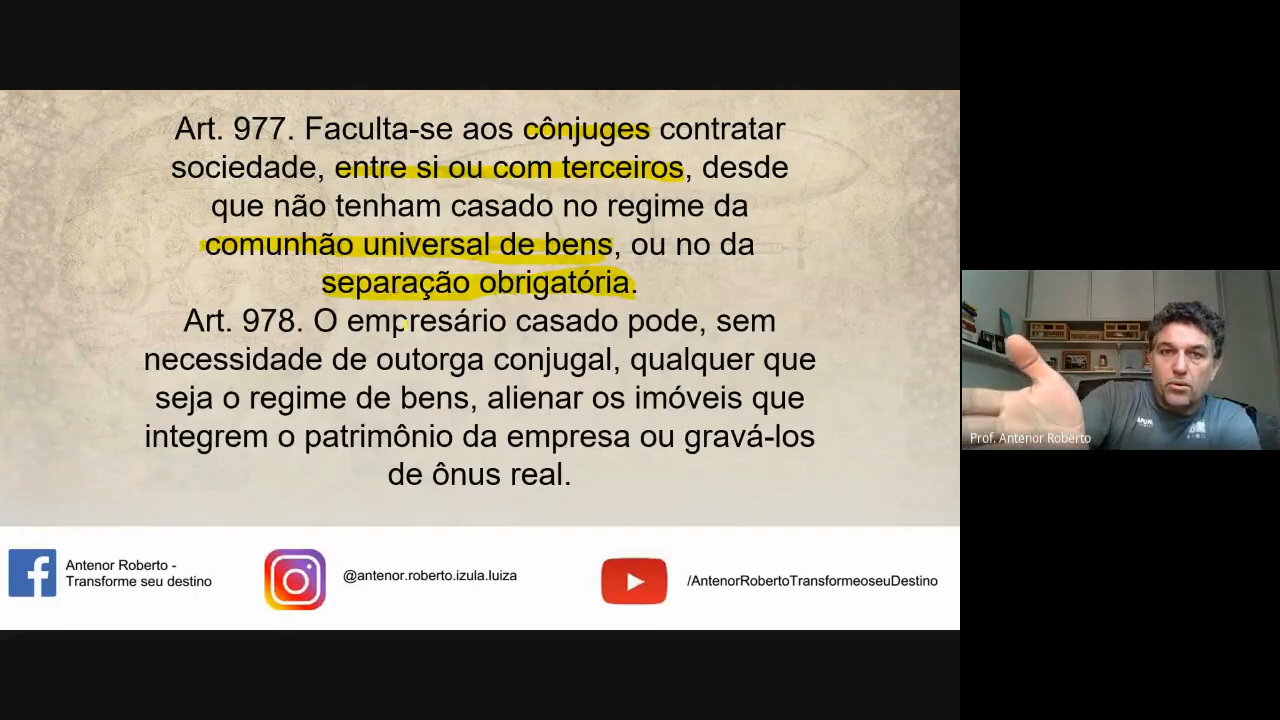 Art. 977. Faculta-se aos cônjuges contratar
sociedade, entre si ou com terceiros, desde
que não tenham casado no regime da
comunhão universal de bens, ou no da
separação obrigatória.
Art. 978. O empresário casado pode, sem
necessidade de outorga conjugal, qualquer que
seja o regime de bens, alienar os imóveis que
integrem o patrimônio da empresa ou gravá-los
de ônus real.
Prof. Antenor Roberto
Antenor Roberto -
Transforme seu destino
@antenor.roberto.izula.luiza
/AntenorRobertoTransformeoseuDestino